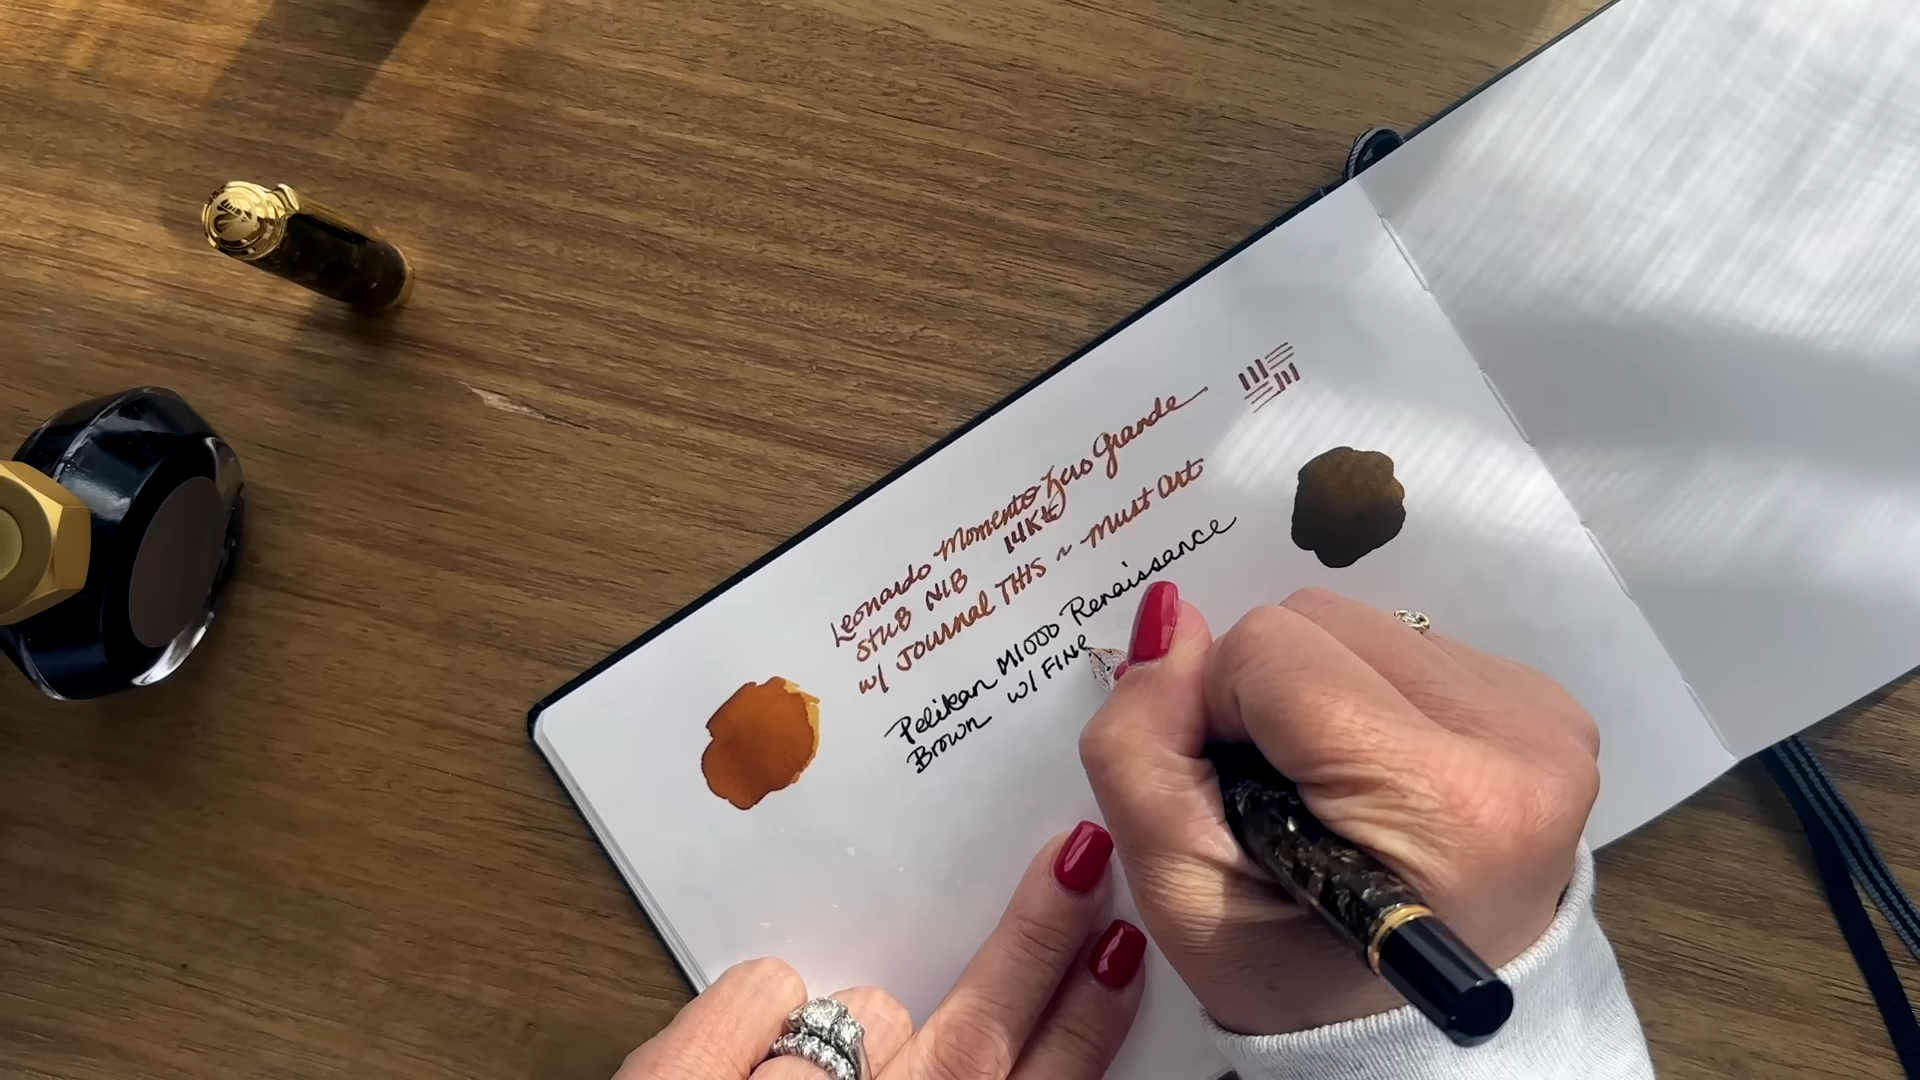 Leonardo Momento Zero Grande
14Kt
STUB NIB
w/ Journal THIS ~ Must Art
Pelikan M1000 Renaissance
Brown w/ FINE